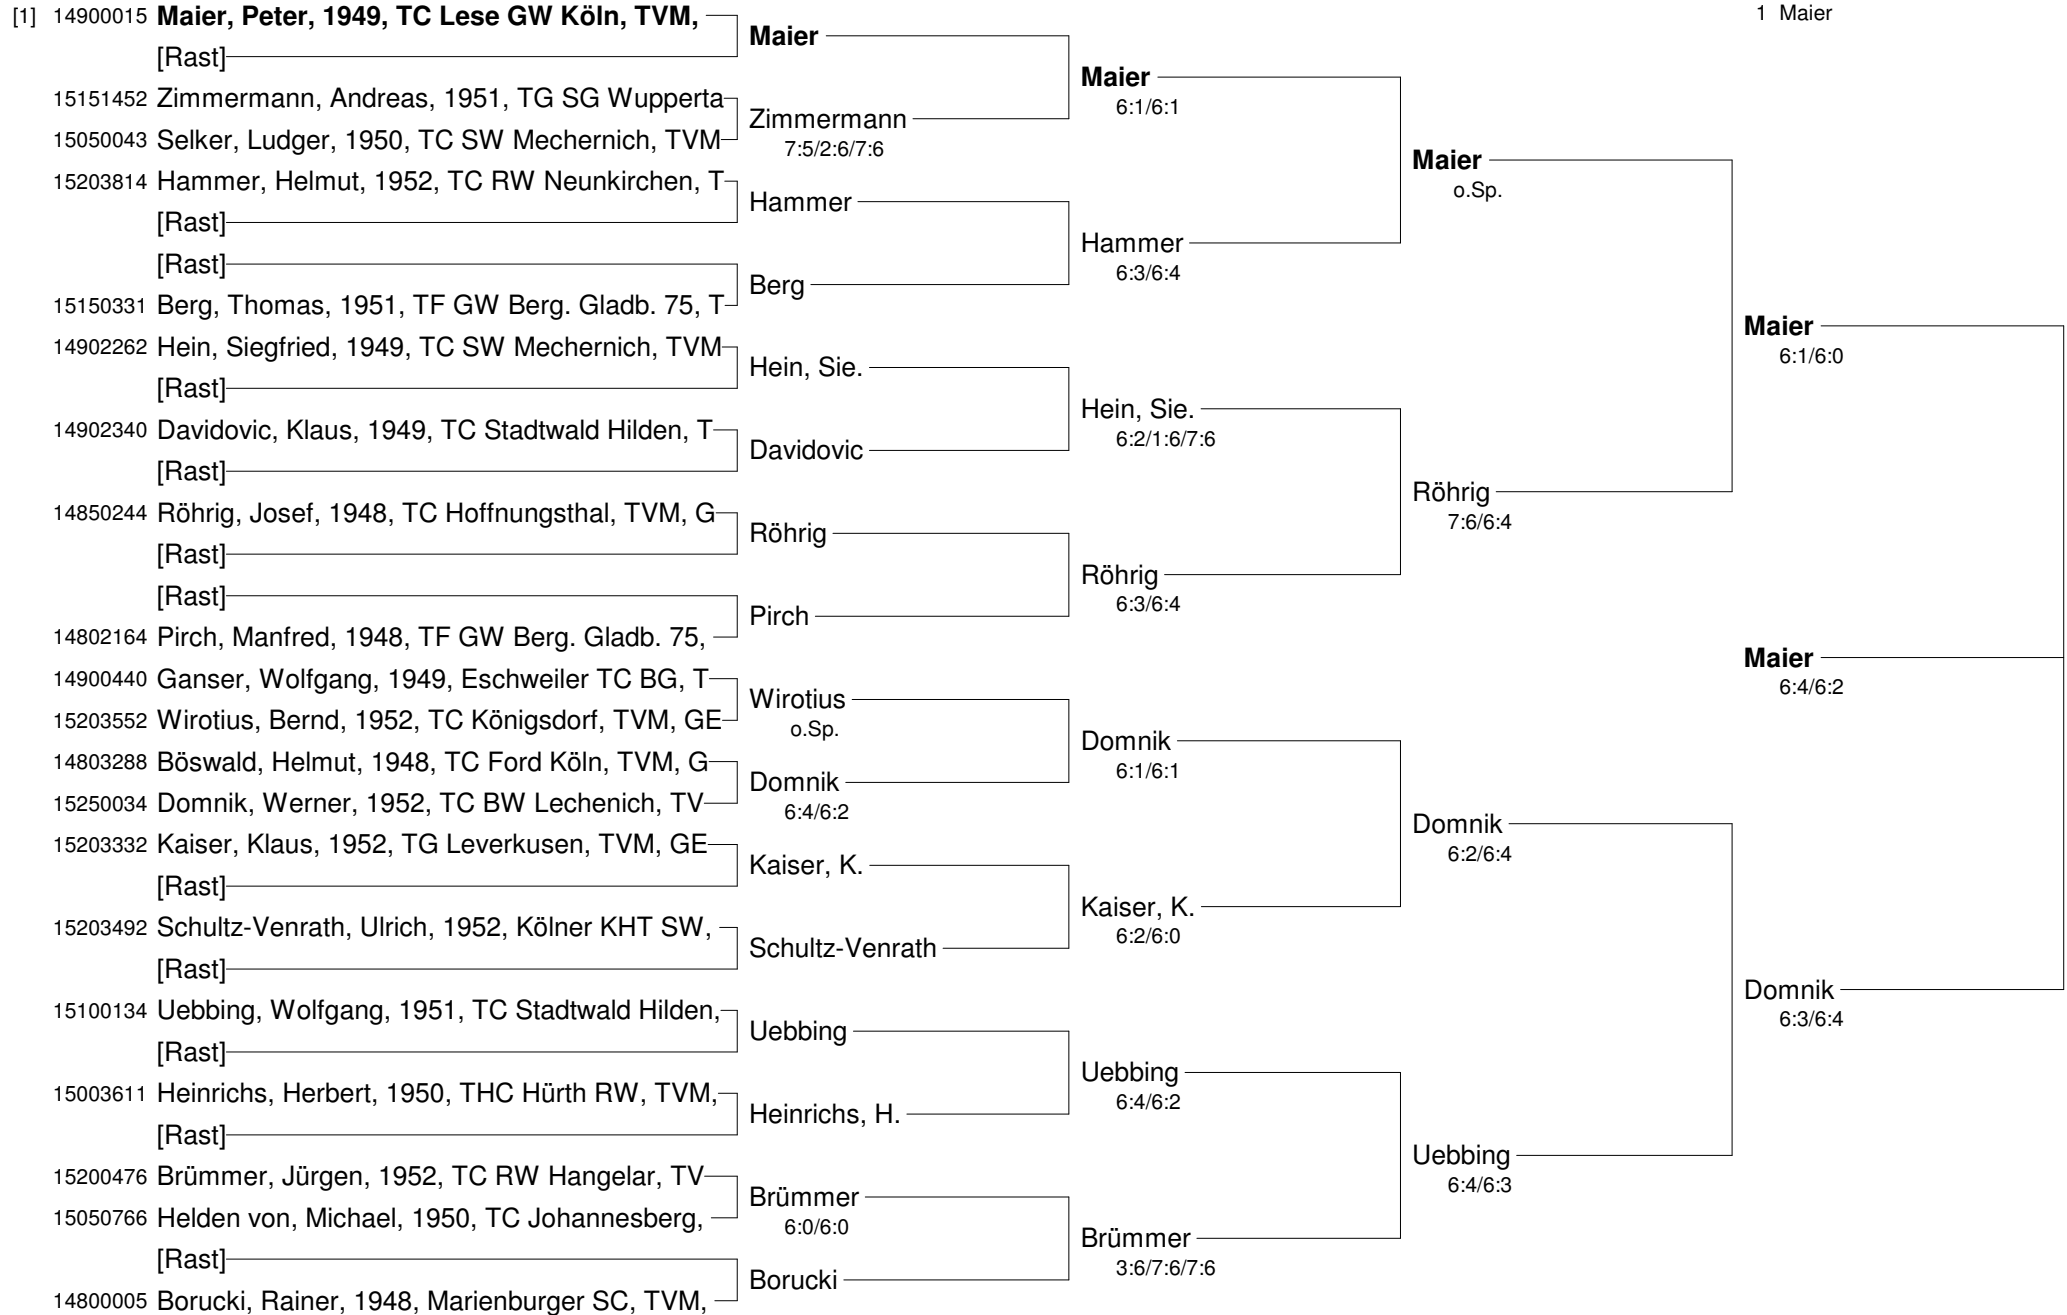 [1] 14900015 Maier, Peter, 1949, TC Lese GW Köln, TVM,
[Rast]
15151452 Zimmermann, Andreas, 1951, TG SG Wupperta
15050043 Selker, Ludger, 1950, TC SW Mechernich, TVM
15203814 Hammer, Helmut, 1952, TC RW Neunkirchen, T
[Rast]
[Rast]
15150331 Berg, Thomas, 1951, TF GW Berg. Gladb. 75, T
14902262 Hein, Siegfried, 1949, TC SW Mechernich, TVM
[Rast]
14902340 Davidovic, Klaus, 1949, TC Stadtwald Hilden, T
[Rast]
14850244 Röhrig, Josef, 1948, TC Hoffnungsthal, TVM, G
[Rast]
[Rast]
14802164 Pirch, Manfred, 1948, TF GW Berg. Gladb. 75,
14900440 Ganser, Wolfgang, 1949, Eschweiler TC BG, T
15203552 Wirotius, Bernd, 1952, TC Königsdorf, TVM, GE
14803288 Böswald, Helmut, 1948, TC Ford Köln, TVM, G
15250034 Domnik, Werner, 1952, TC BW Lechenich, TV
15203332 Kaiser, Klaus, 1952, TG Leverkusen, TVM, GE
[Rast]
15203492 Schultz-Venrath, Ulrich, 1952, Kölner KHT SW,
[Rast]
15100134 Uebbing, Wolfgang, 1951, TC Stadtwald Hilden,
[Rast]
15003611 Heinrichs, Herbert, 1950, THC Hürth RW, TVM,
[Rast]
15200476 Brümmer, Jürgen, 1952, TC RW Hangelar, TV
15050766 Helden von, Michael, 1950, TC Johannesberg,
[Rast]
14800005 Borucki, Rainer, 1948, Marienburger SC, TVM,
Maier
Zimmermann
7:5/2:6/7:6
Hammer
Berg
Hein, Sie.
Davidovic
Röhrig
Pirch
Wirotius
o.Sp.
Domnik
6:4/6:2
Kaiser, K.
Schultz-Venrath
Uebbing
Heinrichs, H.
Brümmer
6:0/6:0
Borucki
Maier
6:1/6:1
Hammer
6:3/6:4
Hein, Sie.
6:2/1:6/7:6
Röhrig
6:3/6:4
Domnik
6:1/6:1
Kaiser, K.
6:2/6:0
Uebbing
6:4/6:2
Brümmer
3:6/7:6/7:6
Maier
o.Sp.
Röhrig
7:6/6:4
Domnik
6:2/6:4
Uebbing
6:4/6:3
1 Maier
Maier
6:1/6:0
Maier
6:4/6:2
Domnik
6:3/6:4